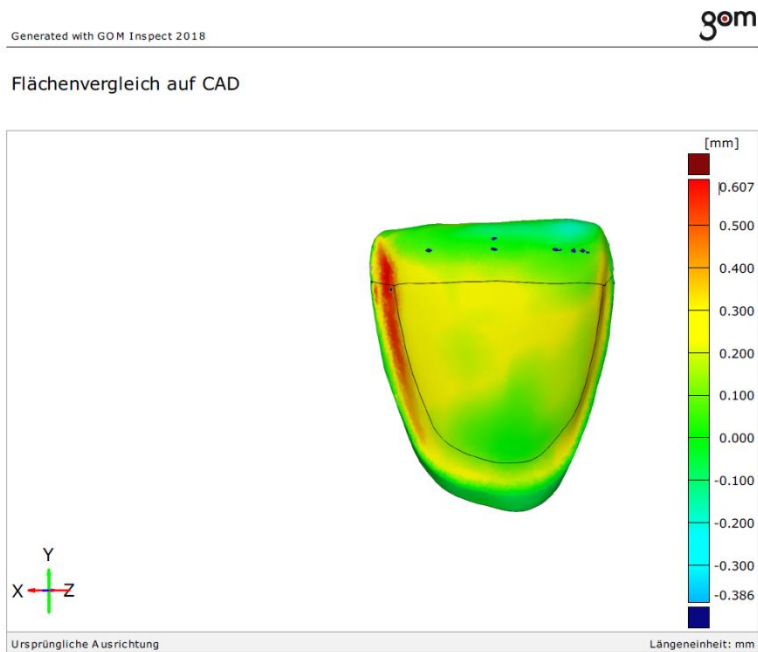 Generated with GOM Inspect 2018
gom
Flächenvergleich auf CAD
[mm]
0.607
0.500
0.400
0.300
0.200
0.100
0.000
-0.100
-0.200
-0.300
-0.386
Y
X Z
Ursprüngliche Ausrichtung
Längeneinheit: mm